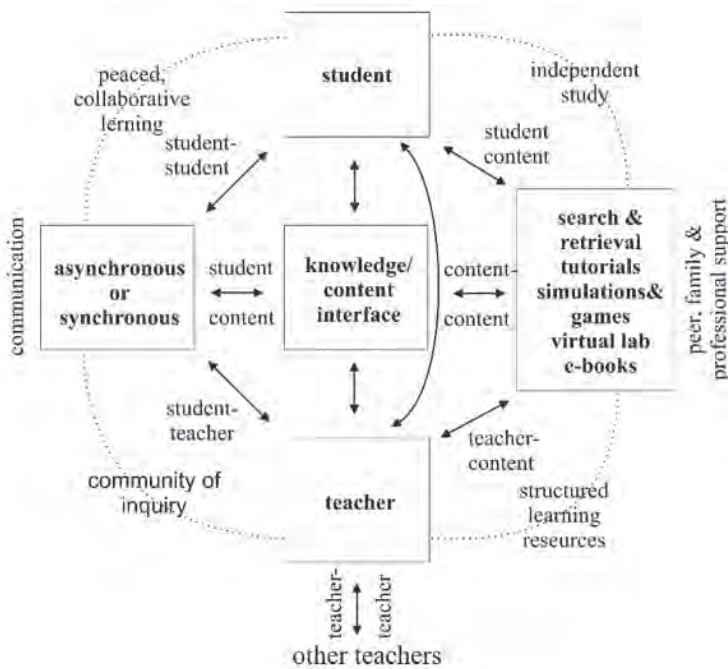 student
peaced,
collaborative
lerning
independent
study
student-
student
student
content
communication
asynchronous
or
synchronous
student
content
knowledge/
content
interface
content-
content
search &
retrieval
tutorials
simulations&
games
virtual lab
e-books
peer, family &
professional support
student-
teacher
teacher-
content
community of
inquiry
teacher
structured
learning
reseurces
teacher-
teacher
other teachers